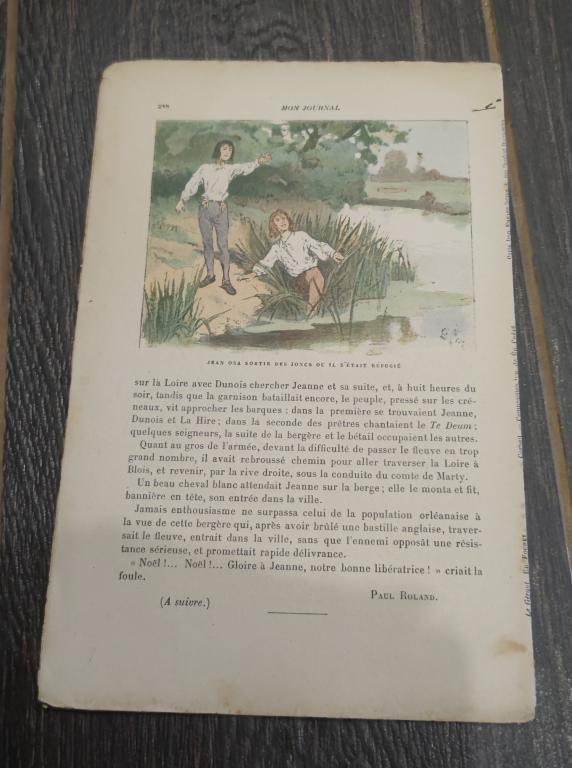 288
MON JOURNAL
JEAN OSA SORTIR DES JONCS OÙ IL S'ÉTAIT RÉFUGIÉ
sur la Loire avec Dunois chercher Jeanne et sa suite, et, à huit heures du
soir, tandis que la garnison bataillait encore, le peuple, pressé sur les cré-
neaux, vit approcher les barques : dans la première se trouvaient Jeanne,
Dunois et La Hire; dans la seconde des prêtres chantaient le Te Deum;
quelques seigneurs, la suite de la bergère et le bétail occupaient les autres.
Quant au gros de l'armée, devant la difficulté de passer le fleuve en trop
grand nombre, il avait rebroussé chemin pour aller traverser la Loire à
Blois, et revenir, par la rive droite, sous la conduite du comte de Marty.
Un beau cheval blanc attendait Jeanne sur la berge; elle le monta et fit,
bannière en tête, son entrée dans la ville.
Jamais enthousiasme ne surpassa celui de la population orléanaise à
la vue de cette bergère qui, après avoir brûlé une bastille anglaise, traver-
sait le fleuve, entrait dans la ville, sans que l'ennemi opposât une résis-
tance sérieuse, et promettait rapide délivrance.
« Noël!... Noël!... Gloire à Jeanne, notre bonne libératrice! » criait la
foule.
(A suivre.)
PAUL ROLAND.